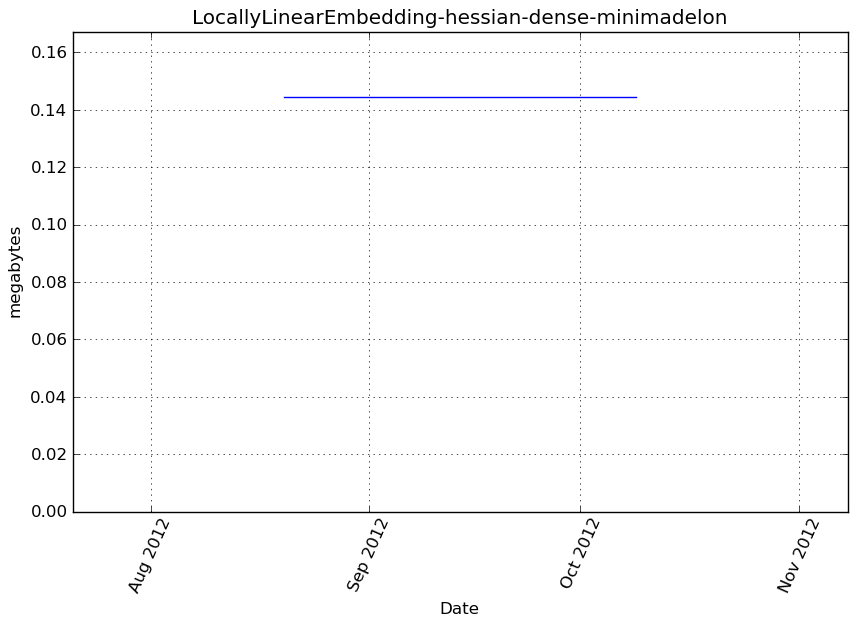 LocallyLinearEmbedding-hessian-dense-minimadelon
0.16
0.14
0.12
0.10
0.08
0.06
0.04
0.02
0.00
megabytes
Aug 2012
Sep 2012
Oct 2012
Nov 2012
Date